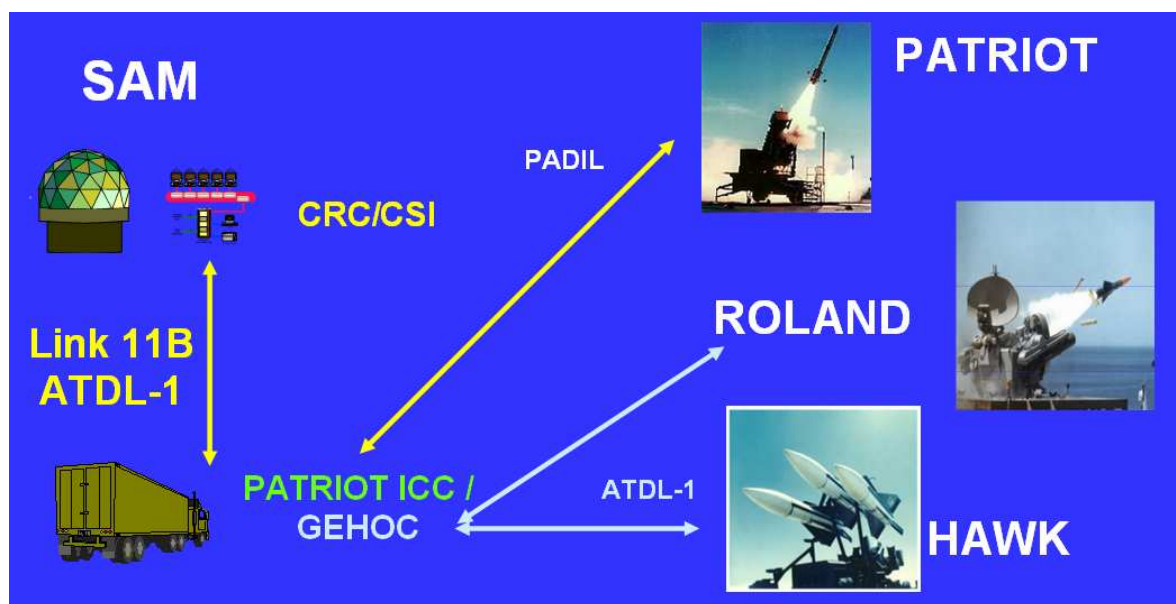 SAM
PATRIOT
PADIL
CRC/CSI
ROLAND
Link 11B
ATDL-1
PATRIOT ICC /
GEHOC
ATDL-1
HAWK